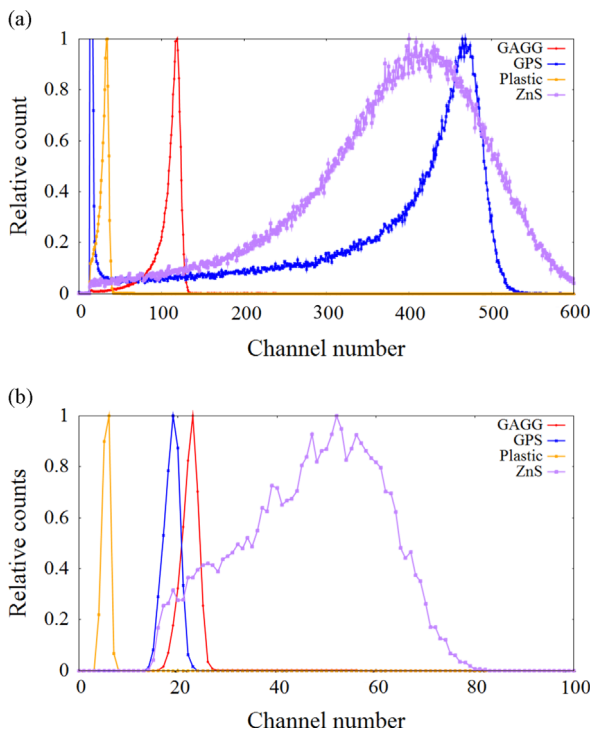 (a)
1
0.8
0.6
0.4
0.2
0
Relative count
GAGG
GPS
Plastic
ZnS
0 100 200 300 400 500 600
Channel number
(b)
1
0.8
0.6
0.4
0.2
0
Relative counts
GAGG
GPS
Plastic
ZnS
0 20 40 60 80 100
Channel number